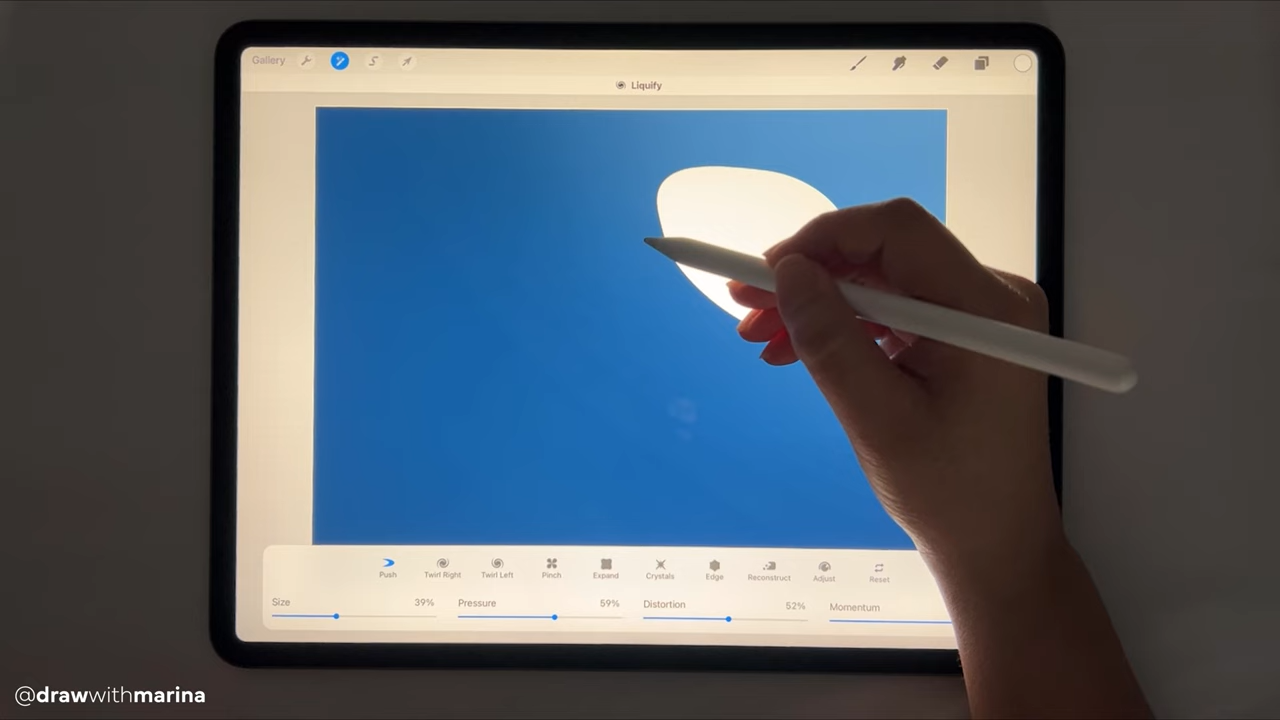 Gallery
Liquify
Push Twirl Right Twirl Left Pinch Expand Crystals Edge Reconstruct Adjust Reset
Size 39% Pressure 59% Distortion 52% Momentum
@drawwithmarina